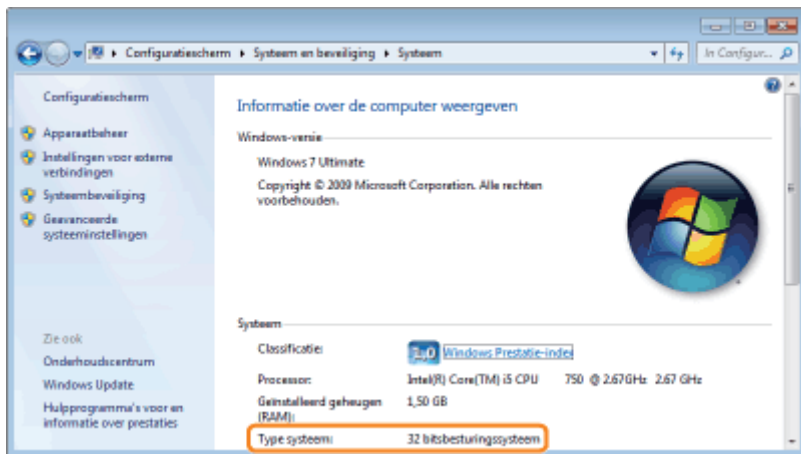 Configuratiescherm ▸ Systeem en beveiliging ▸ Systeem
In Configur...
Configuratiescherm
Apparaatbeheer
Instellingen voor externe
verbindingen
Systeembeveiliging
Geavanceerde
systeeminstellingen
Zie ook
Onderhoudscentrum
Windows Update
Hulpprogramma's voor en
informatie over prestaties
Informatie over de computer weergeven
Windows-versie
Windows 7 Ultimate
Copyright © 2009 Microsoft Corporation. Alle rechten
voorbehouden.
Systeem
Classificatie: 1,0 Windows Prestatie-index
Processor: Intel(R) Core(TM) i5 CPU 750 @ 2.67GHz 2.67 GHz
Geïnstalleerd geheugen 1,50 GB
(RAM):
Type systeem: 32 bitsbesturingssysteem